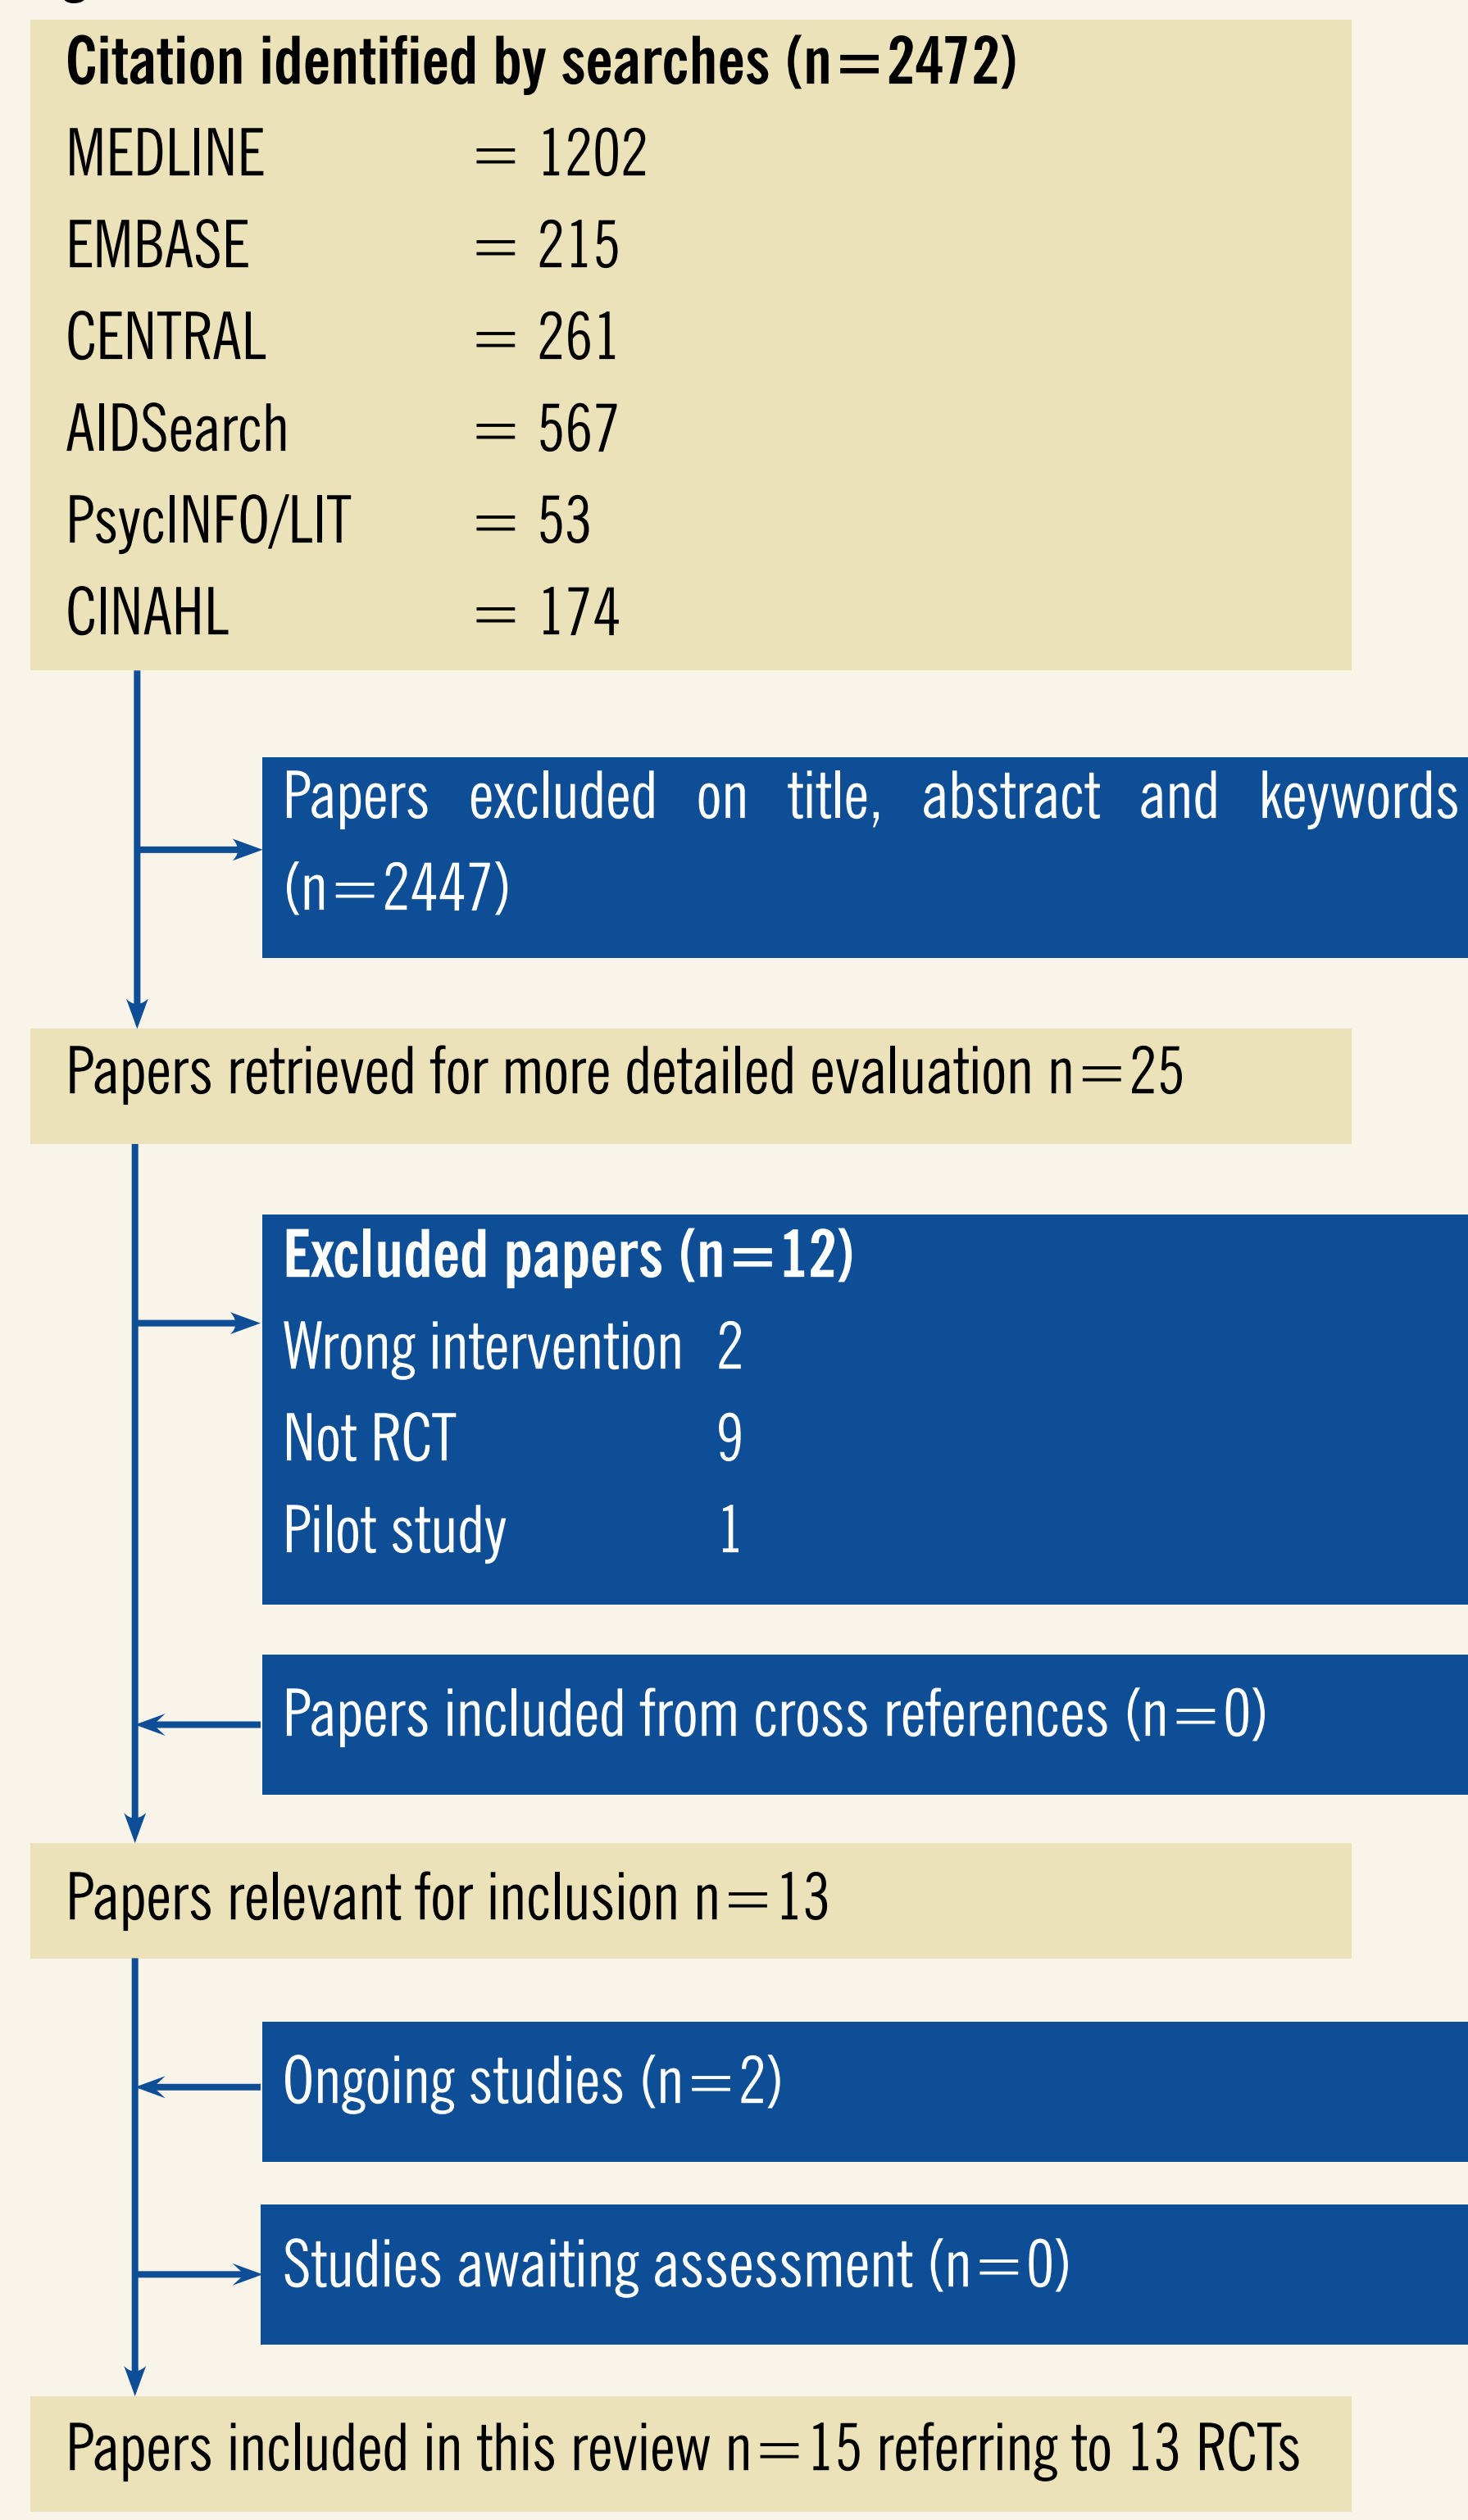 Citation identified by searches (n=2472)
MEDLINE = 1202
EMBASE = 215
CENTRAL = 261
AIDSearch = 567
PsycINFO/LIT = 53
CINAHL = 174
Papers excluded on title, abstract and keywords
(n=2447)
Papers retrieved for more detailed evaluation n=25
Excluded papers (n=12)
Wrong intervention 2
Not RCT 9
Pilot study 1
Papers included from cross references (n=0)
Papers relevant for inclusion n=13
Ongoing studies (n=2)
Studies awaiting assessment (n=0)
Papers included in this review n=15 referring to 13 RCTs